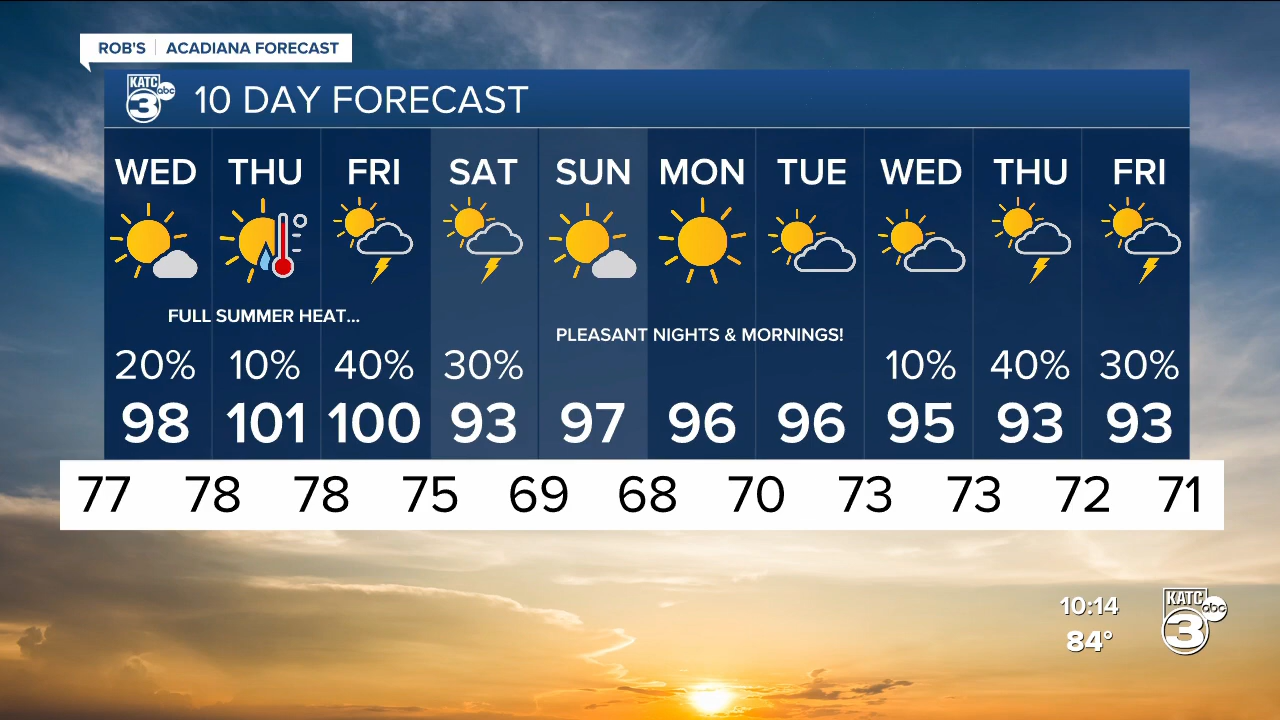 ROB'S | ACADIANA FORECAST
KATC 3 abc 10 DAY FORECAST
WED THU FRI SAT SUN MON TUE WED THU FRI
FULL SUMMER HEAT...
PLEASANT NIGHTS & MORNINGS!
20% 10% 40% 30% 10% 40% 30%
98 101 100 93 97 96 96 95 93 93
77 78 78 75 69 68 70 73 73 72 71
10:14
84°
KATC 3 abc